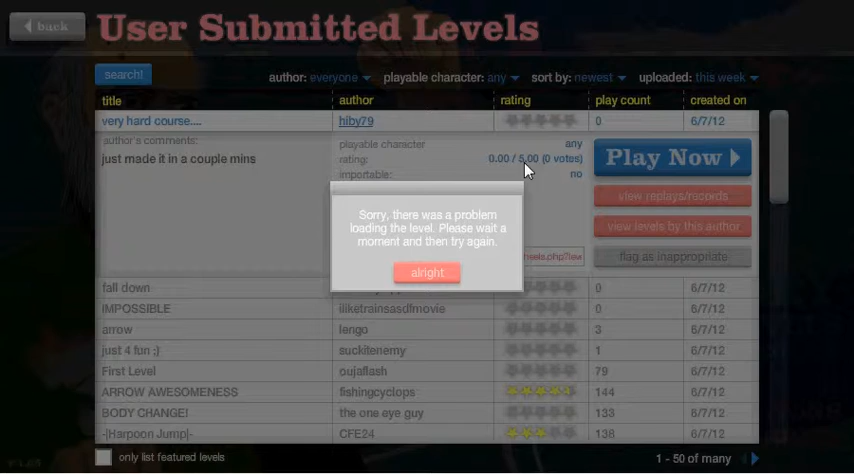 back
User Submitted Levels
search!
author: everyone playable character: any sort by: newest uploaded: this week
title author rating play count created on
very hard course.... hiby79 0 6/7/12
author's comments:
just made it in a couple mins
playable character any
rating: 0.00 / 5.00 (0 votes)
importable: no
Play Now
view replays/records
view levels by this author
flag as inappropriate
Sorry, there was a problem
loading the level. Please wait a
moment and then try again.
alright
fall down 0 6/7/12
IMPOSSIBLE iliketrainsasdfmovie 0 6/7/12
arrow lengo 3 6/7/12
just 4 fun ;) suckitenemy 1 6/7/12
First Level oujaflash 79 6/7/12
ARROW AWESOMENESS fishingcyclops 144 6/7/12
BODY CHANGE! the one eye guy 133 6/7/12
-|Harpoon Jump|- CFE24 138 6/7/12
only list featured levels
1 - 50 of many